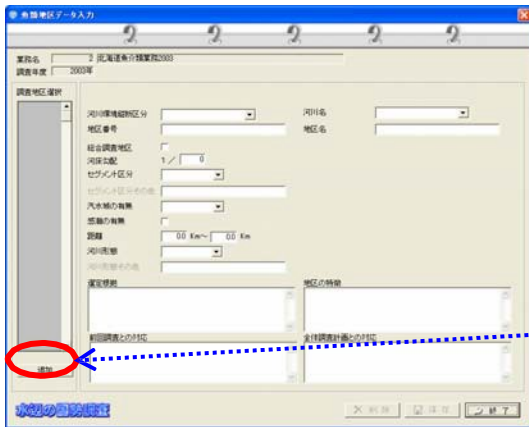 魚類地区データ入力
業務名 2 北海道魚介類業務2003
調査年度 2003年
調査地区選択
河川環境縦断区分 河川名
地区番号 地区名
総合調査地区
河床勾配 1 / 0
セグメント区分
セグメント区分その他
汽水域の有無
感潮の有無
距離 0.0 Km～ 0.0 Km
河川形態
河川形態その他
選定根拠 地区の特徴
前回調査との対応 全体調査計画との対応
追加
水辺の国勢調査
削除 保存 終了